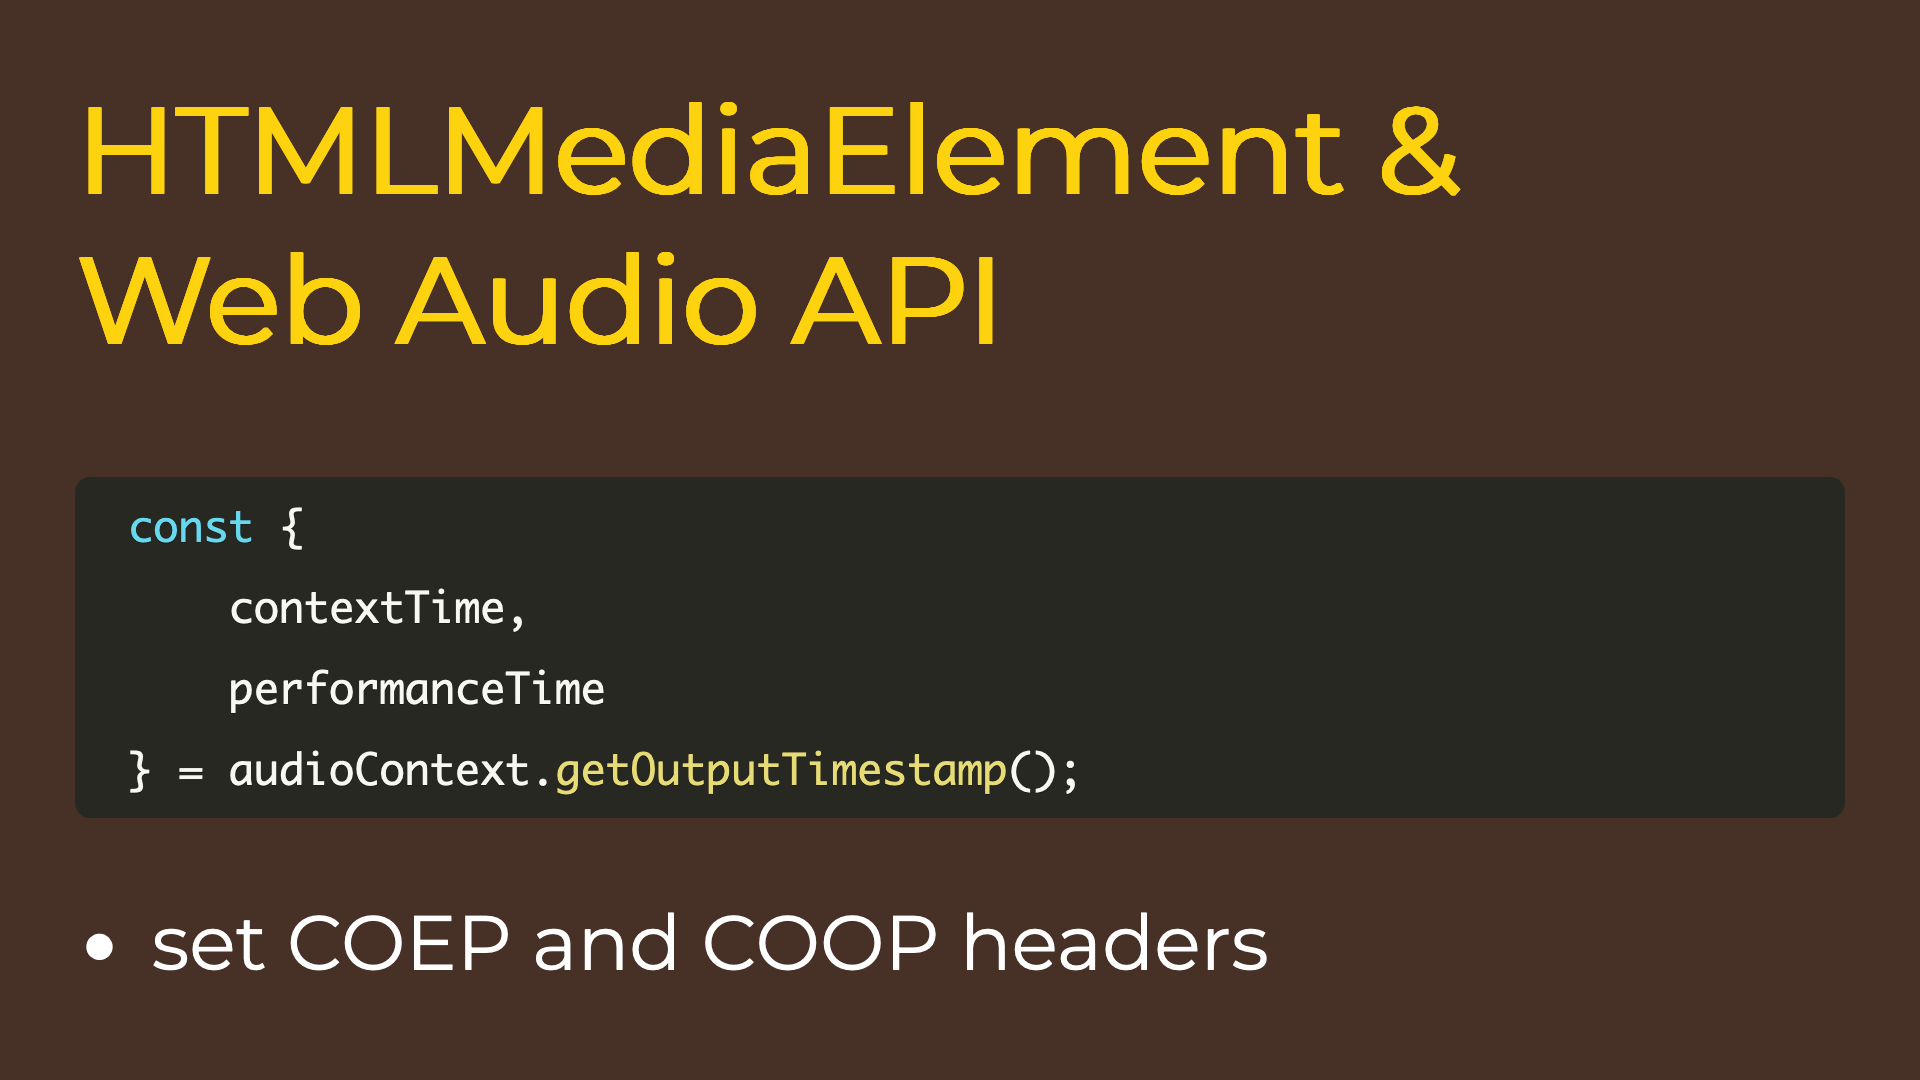 HTMLMediaElement &
Web Audio API
const {
    contextTime,
    performanceTime
} = audioContext.getOutputTimestamp();
• set COEP and COOP headers